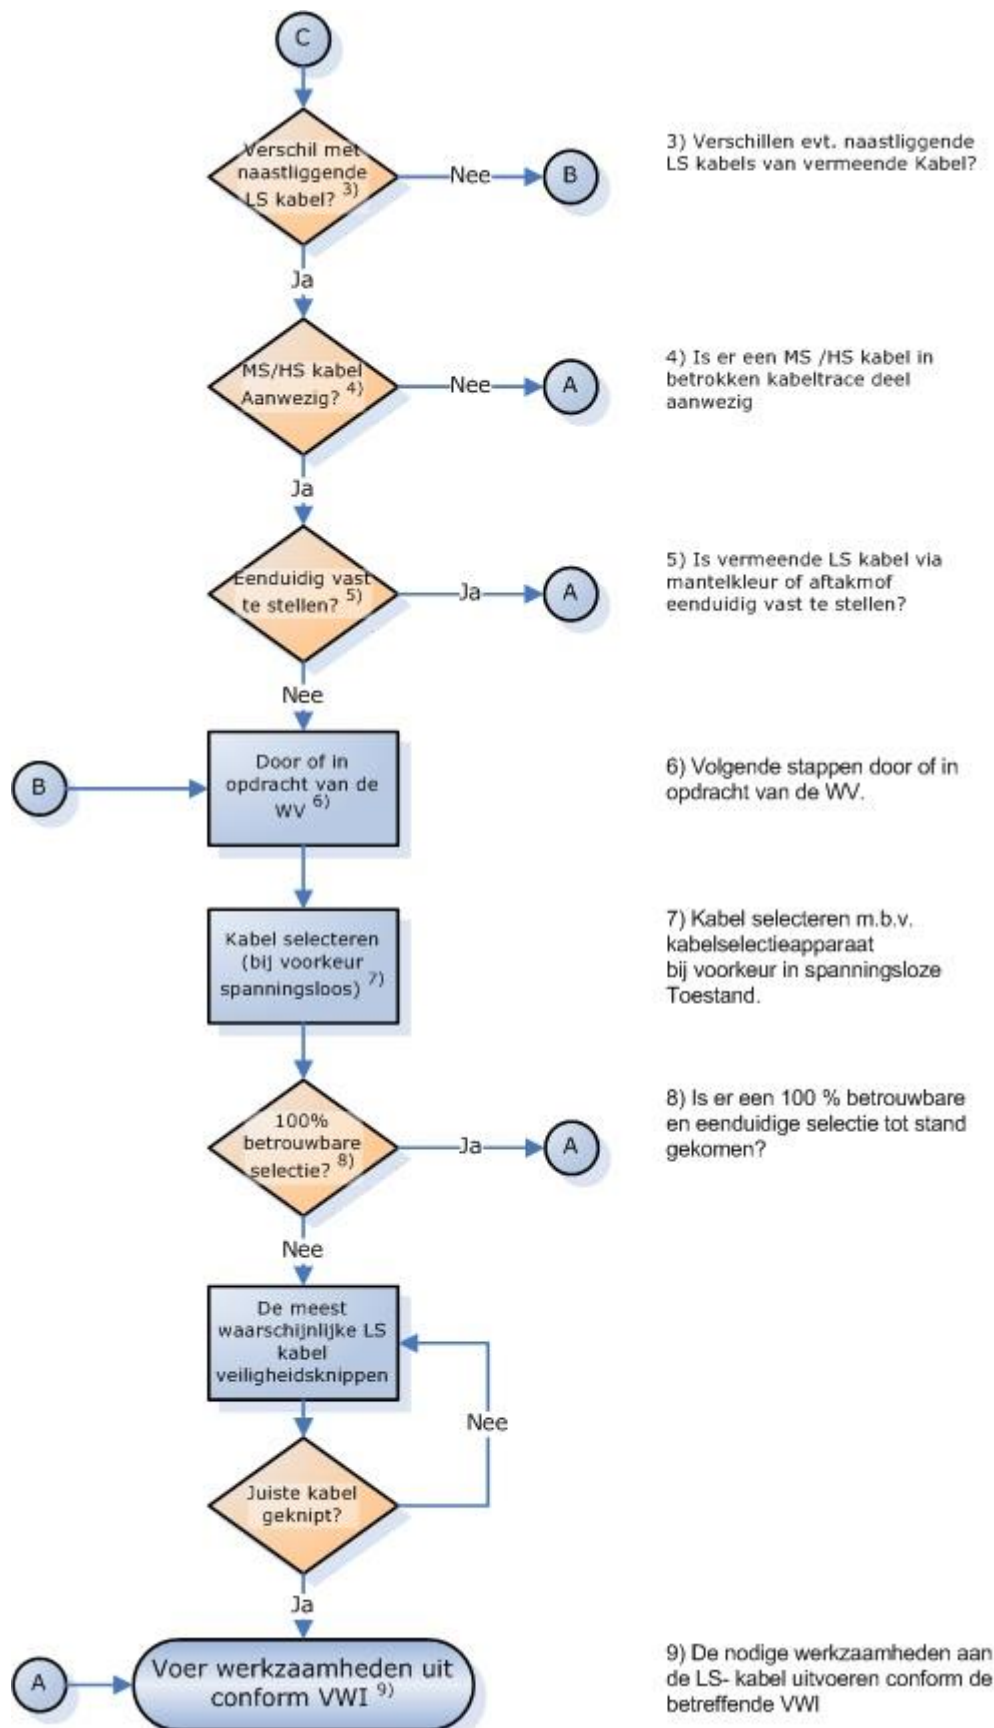 C
Verschil met
naastliggende
LS kabel? 3)
Nee
B
3) Verschillen evt. naastliggende
LS kabels van vermeende Kabel?
Ja
MS/HS kabel
Aanwezig? 4)
Nee
A
4) Is er een MS /HS kabel in
betrokken kabeltrace deel
aanwezig
Ja
Eenduidig vast
te stellen? 5)
Ja
A
5) Is vermeende LS kabel via
mantelkleur of aftakmof
eenduidig vast te stellen?
Nee
B
Door of in
opdracht van de
WV 6)
6) Volgende stappen door of in
opdracht van de WV.
Kabel selecteren
(bij voorkeur
spanningsloos) 7)
7) Kabel selecteren m.b.v.
kabelselectieapparaat
bij voorkeur in spanningsloze
Toestand.
100%
betrouwbare
selectie? 8)
Ja
A
8) Is er een 100 % betrouwbare
en eenduidige selectie tot stand
gekomen?
Nee
De meest
waarschijnlijke LS
kabel
veiligheidsknippen
Nee
Juiste kabel
geknipt?
Ja
A
Voer werkzaamheden uit
conform VWI 9)
9) De nodige werkzaamheden aan
de LS- kabel uitvoeren conform de
betreffende VWI